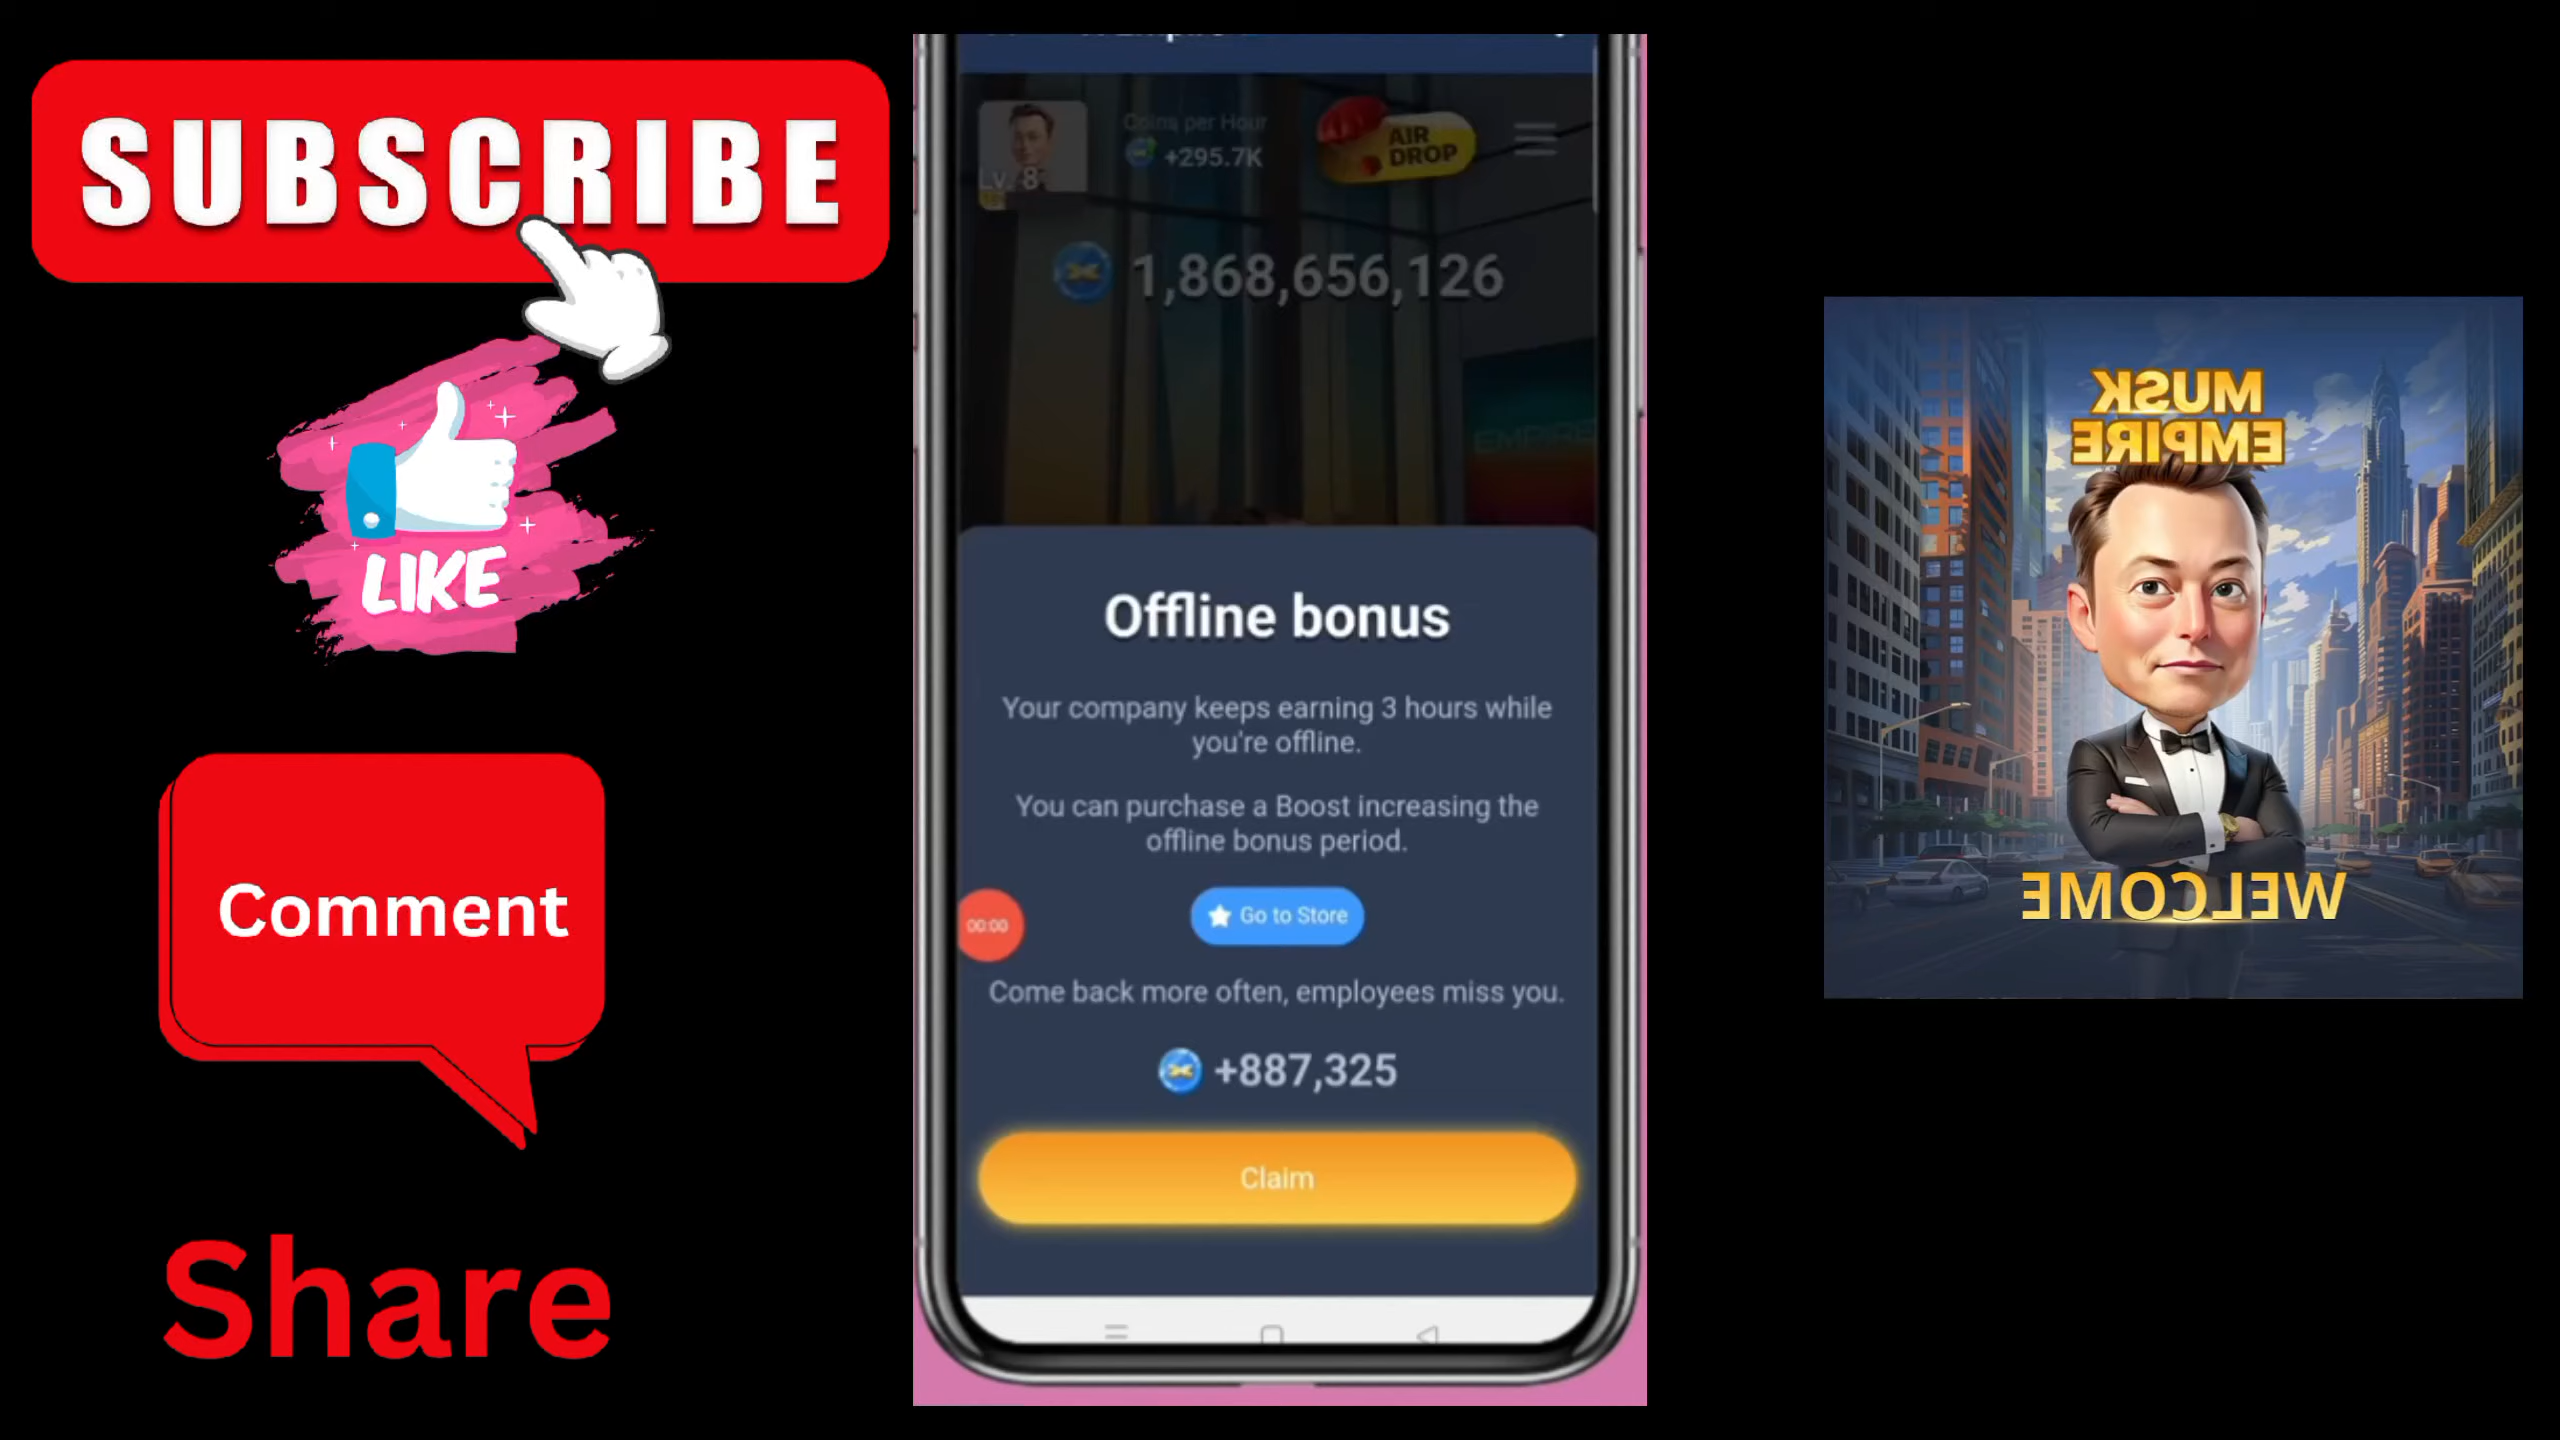 SUBSCRIBE
LIKE
Comment
Share
Coins per Hour
+295.7K
AIR
DROP
Lv. 8
1,868,656,126
EMPIRE
Offline bonus
Your company keeps earning 3 hours while
you're offline.
You can purchase a Boost increasing the
offline bonus period.
00:00
Go to Store
Come back more often, employees miss you.
+887,325
Claim
MUSK
EMPIRE
WELCOME